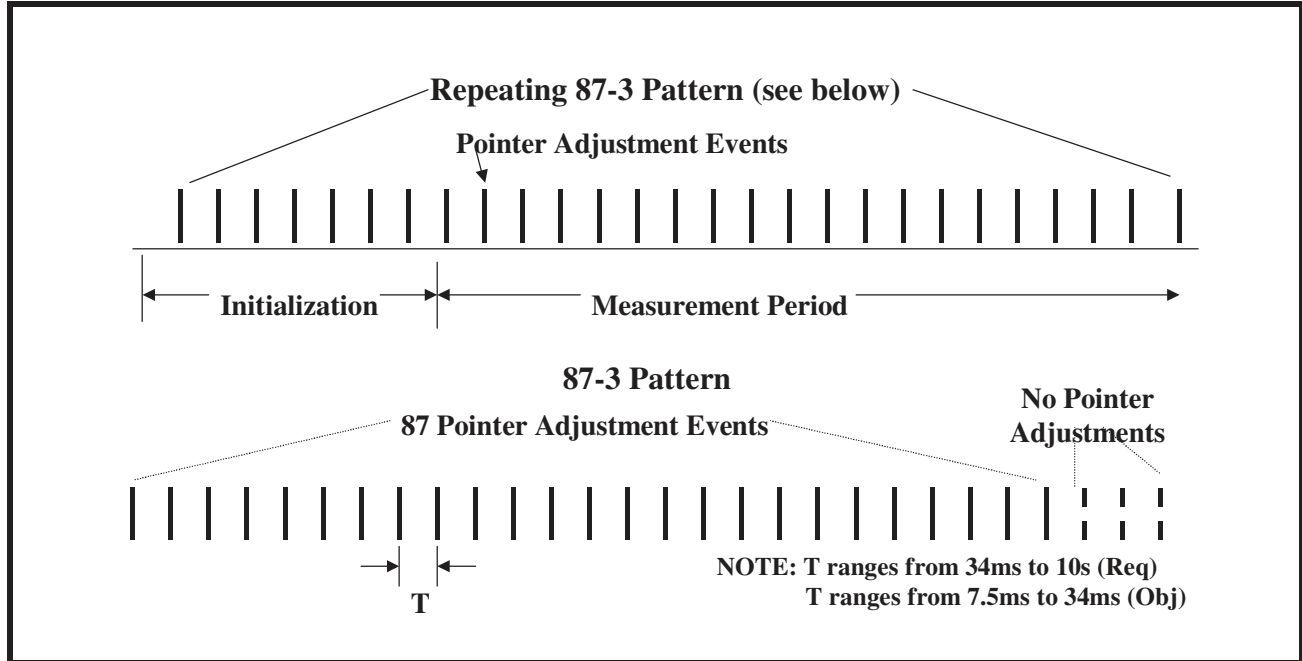 Repeating 87-3 Pattern (see below)
Pointer Adjustment Events
Initialization
Measurement Period
87-3 Pattern
No Pointer
Adjustments
87 Pointer Adjustment Events
T
NOTE: T ranges from 34ms to 10s (Req)
T ranges from 7.5ms to 34ms (Obj)